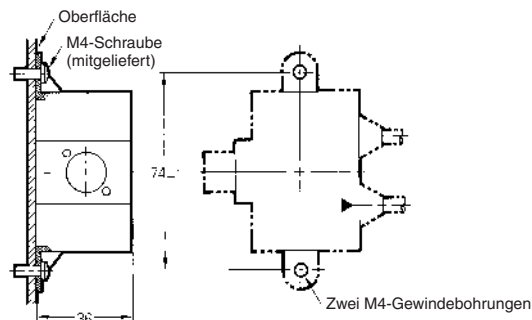 Oberfläche
M4-Schraube
(mitgeliefert)
74
36
Zwei M4-Gewindebohrungen